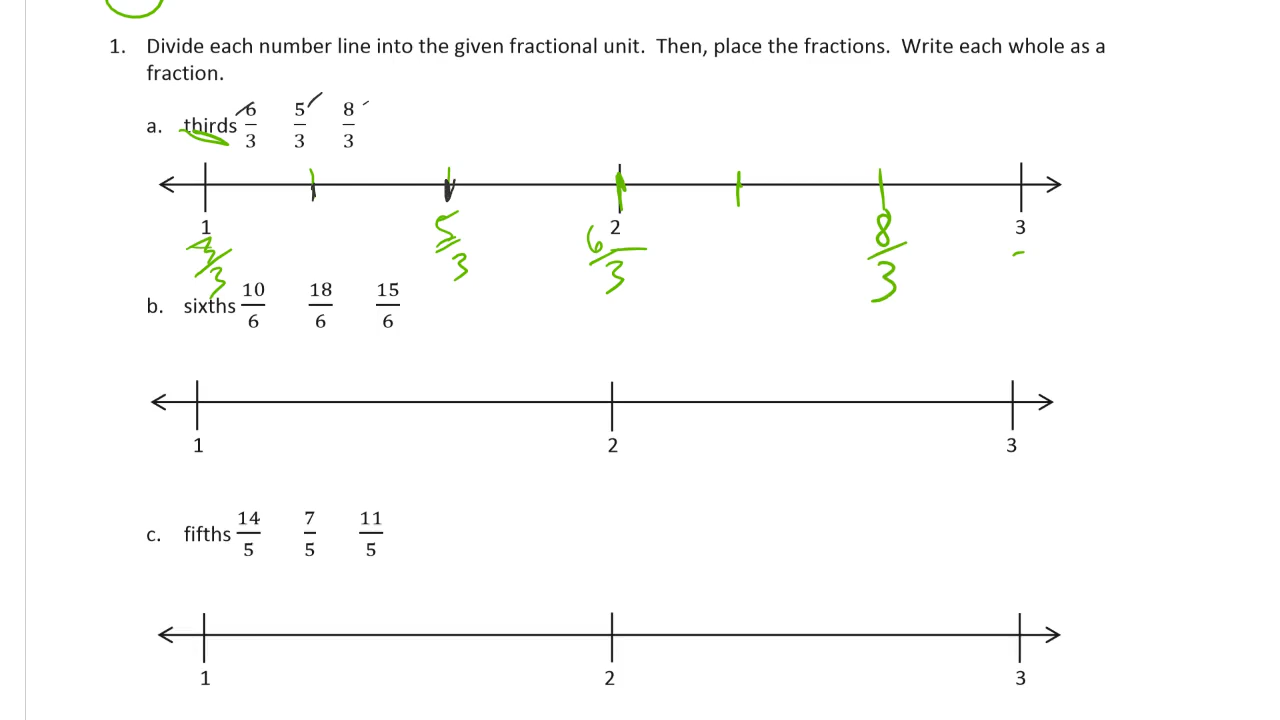 1. Divide each number line into the given fractional unit. Then, place the fractions. Write each whole as a
fraction.
a. thirds 6/3 5/3 8/3
1 2 3
5/3 6/3 8/3
b. sixths 10/6 18/6 15/6
1 2 3
c. fifths 14/5 7/5 11/5
1 2 3